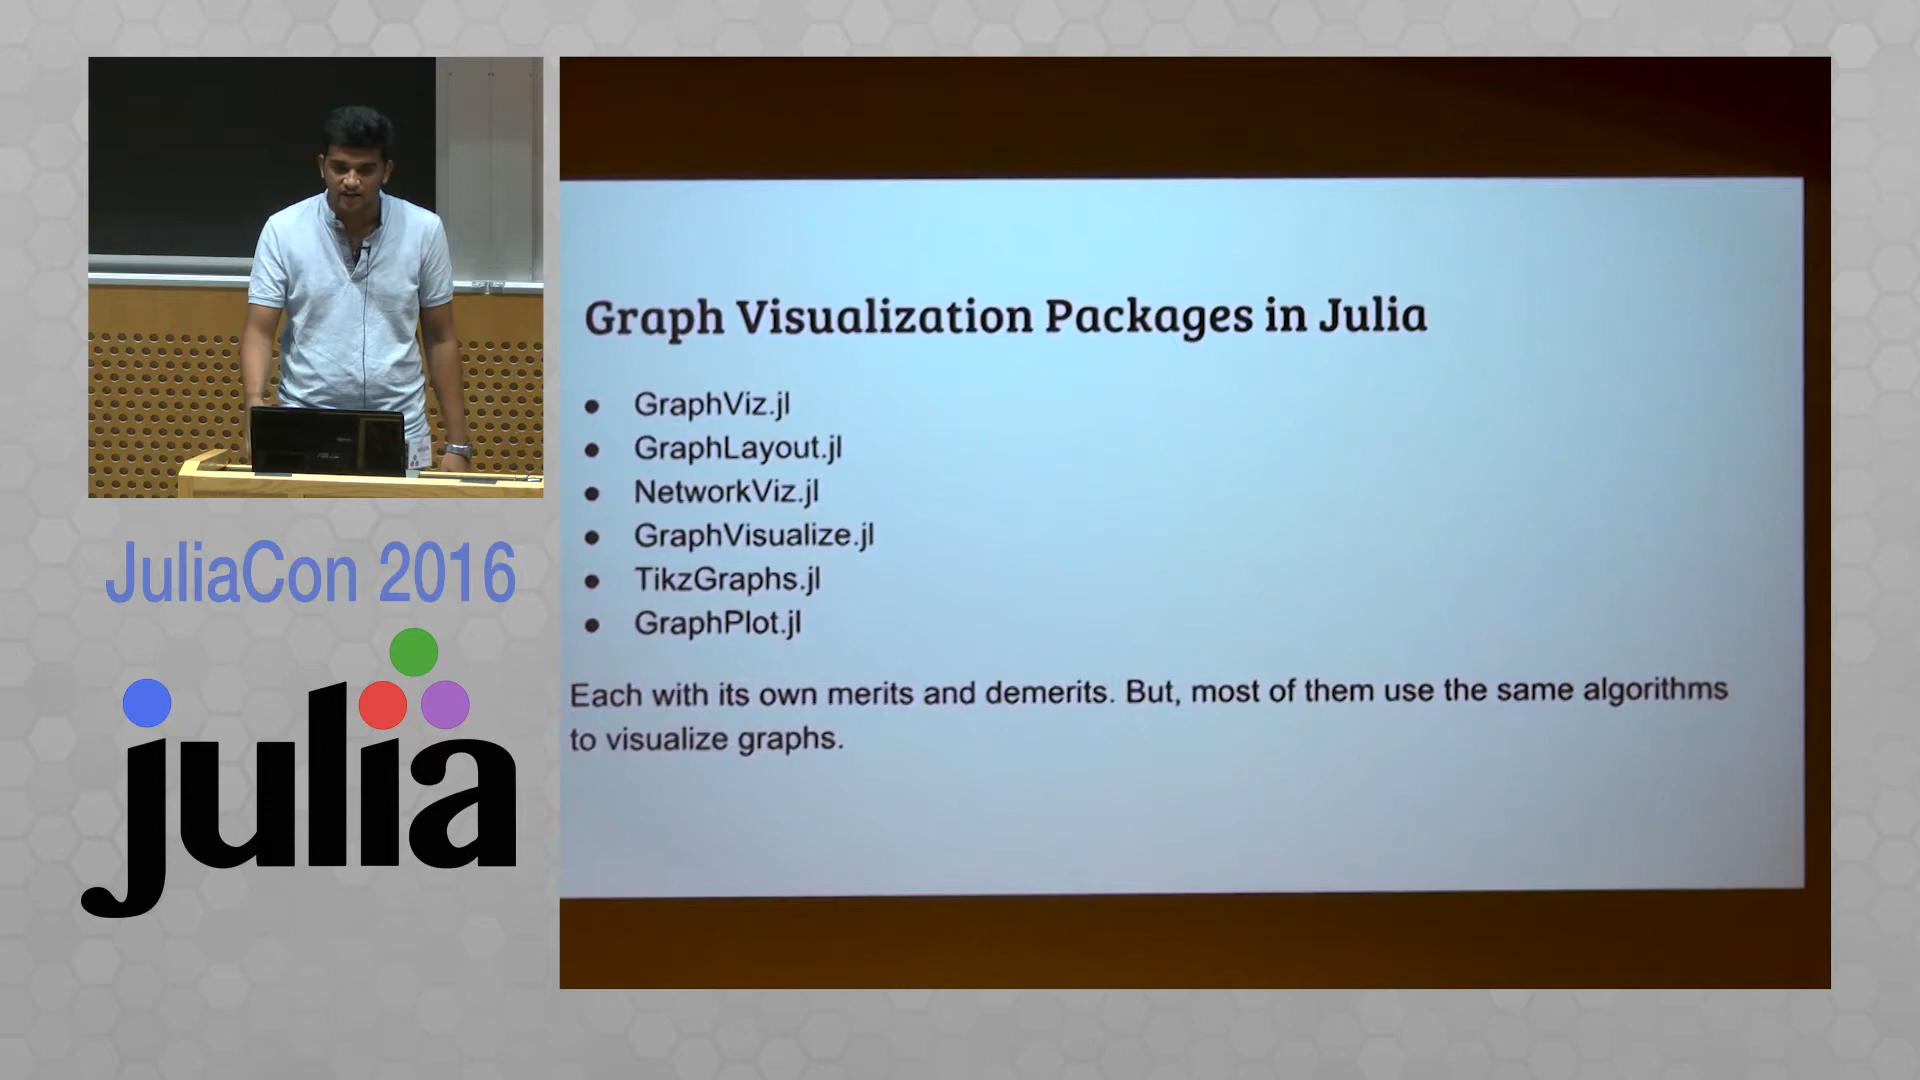 Graph Visualization Packages in Julia
● GraphViz.jl
● GraphLayout.jl
● NetworkViz.jl
● GraphVisualize.jl
● TikzGraphs.jl
● GraphPlot.jl
Each with its own merits and demerits. But, most of them use the same algorithms
to visualize graphs.
JuliaCon 2016
julia